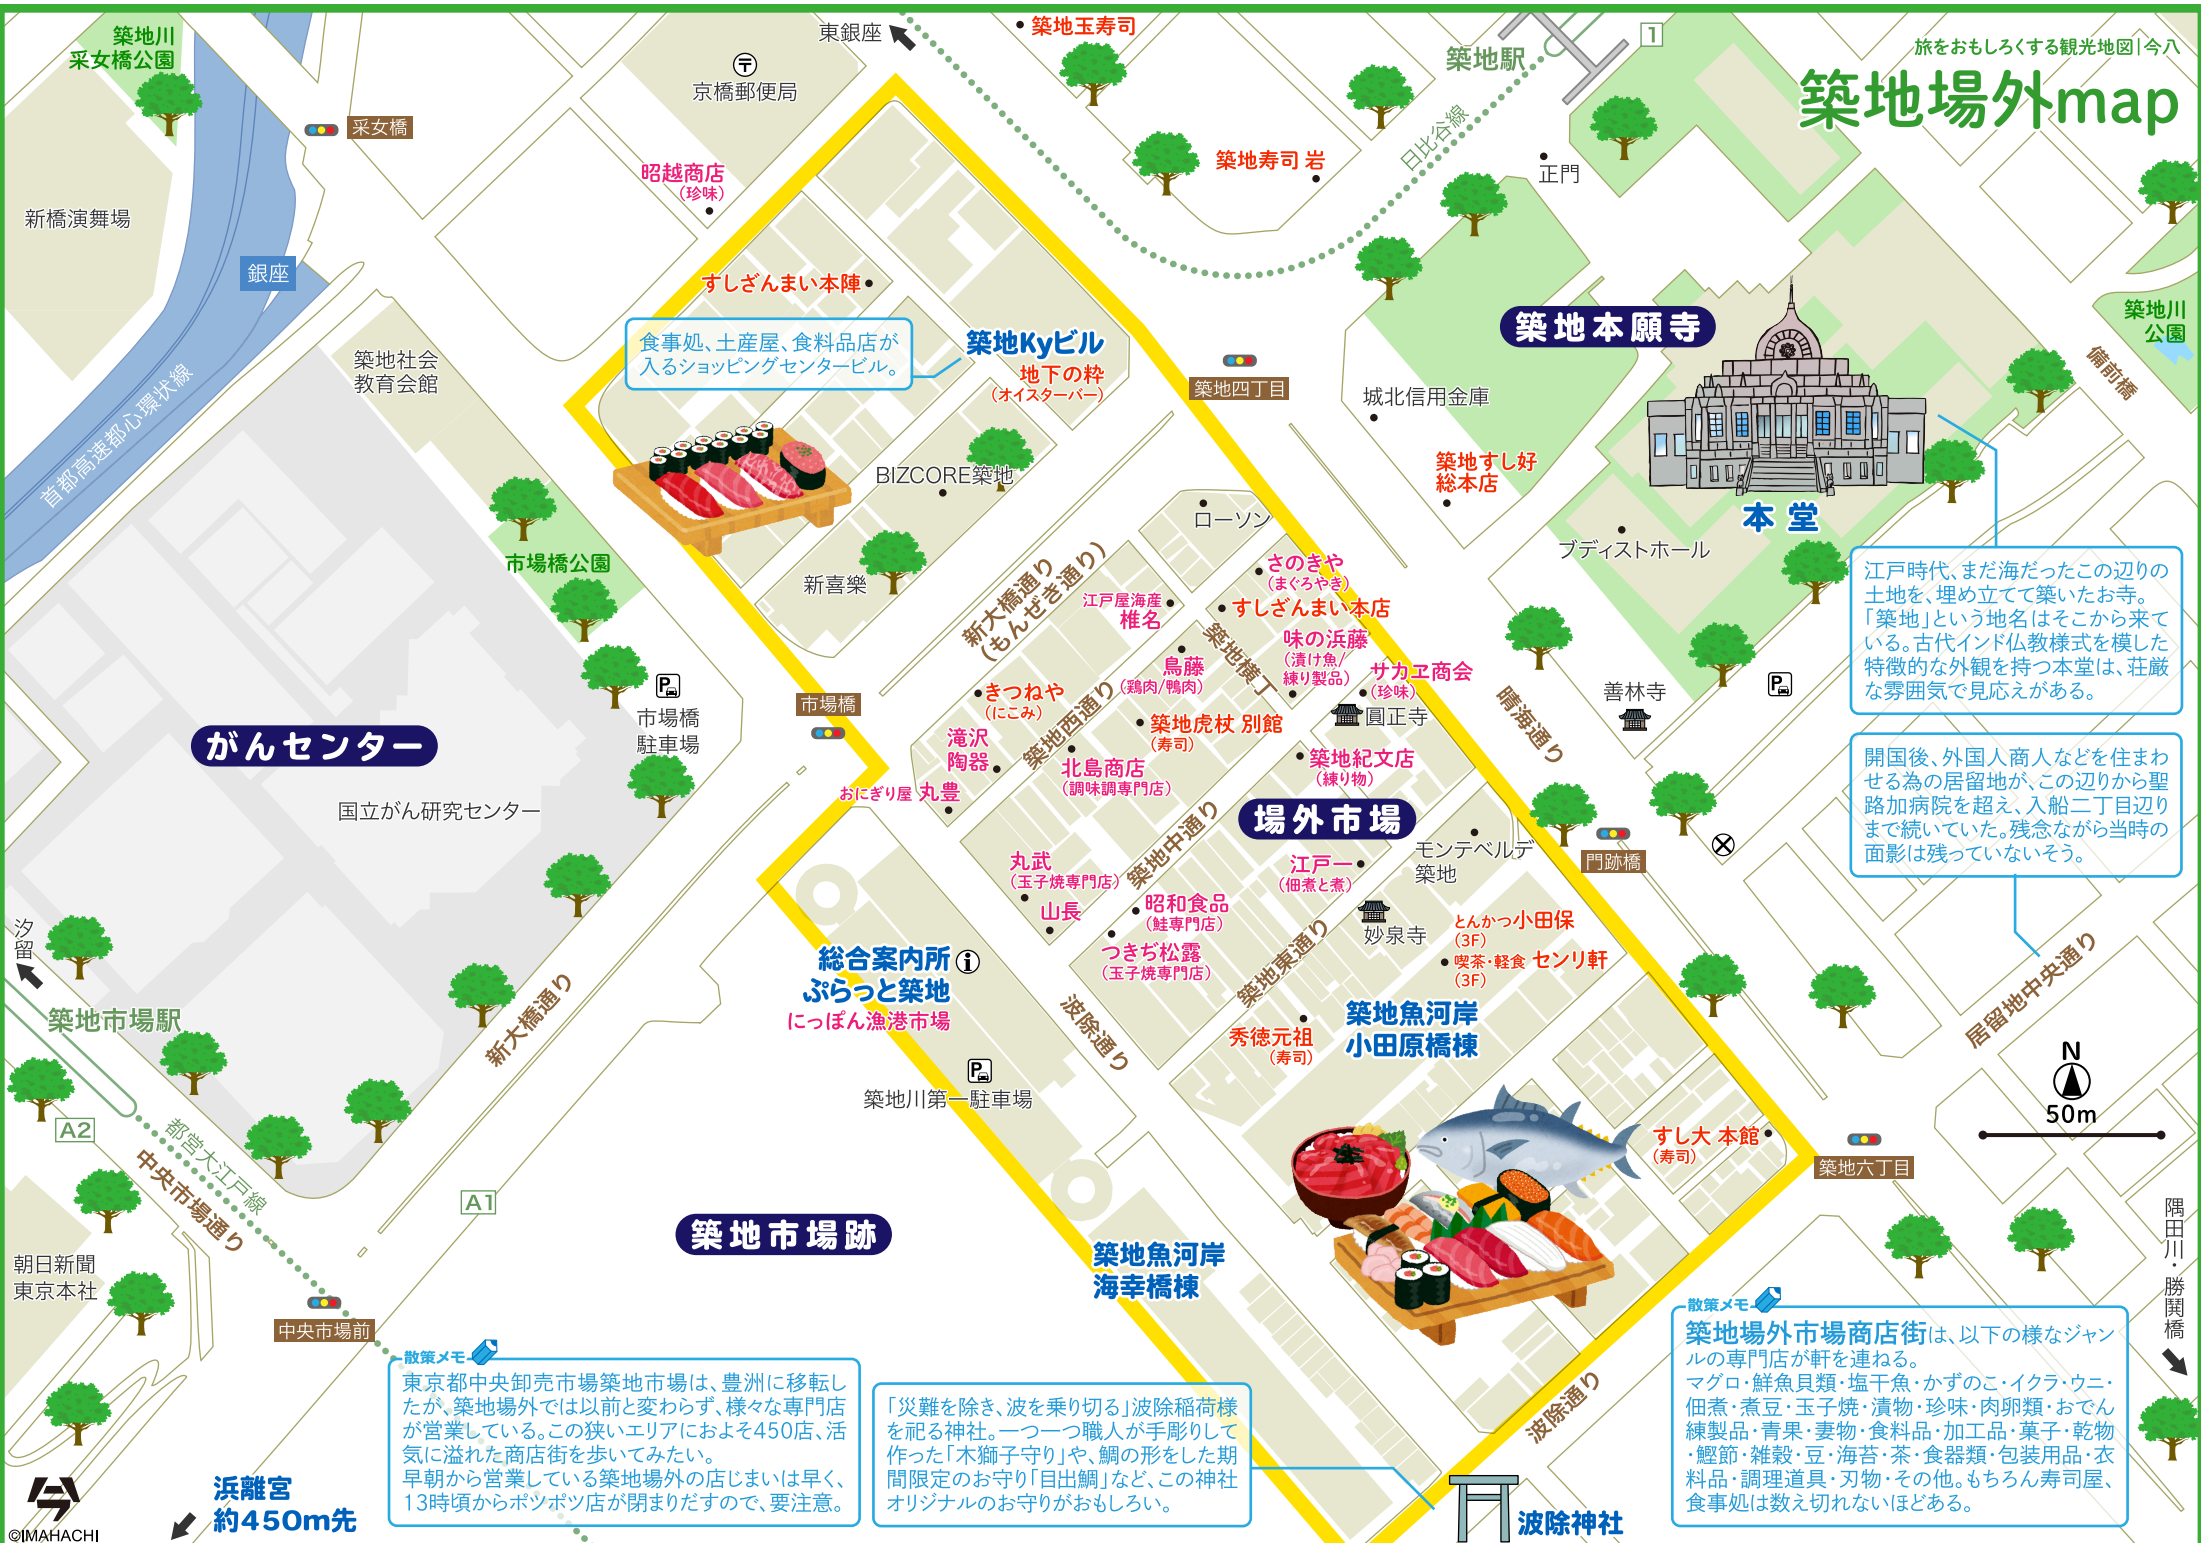 旅をおもしろくする観光地図|今八
築地場外map
築地川
采女橋公園
東銀座
築地玉寿司
築地駅
1
京橋郵便局
采女橋
昭越商店
(珍味)
築地寿司 岩
日比谷線
正門
新橋演舞場
銀座
すしざんまい本陣
食事処、土産屋、食料品店が
入るショッピングセンタービル。
築地Kyビル
地下の粋
(オイスターバー)
築地本願寺
築地川
公園
備前橋
築地社会
教育会館
首都高速都心環状線
築地四丁目
城北信用金庫
築地すし好
総本店
BIZCORE築地
ローソン
本堂
ブディストホール
市場橋公園
新喜樂
新大橋通り
(もんぜき通り)
さのきや
(まぐろやき)
江戸屋海産
椎名
すしざんまい本店
築地横丁
味の浜藤
(漬け魚/
練り製品)
鳥藤
(鶏肉/鴨肉)
サカエ商会
(珍味)
圓正寺
江戸時代、まだ海だったこの辺りの
土地を、埋め立てて築いたお寺。
「築地」という地名はそこから来て
いる。古代インド仏教様式を模した
特徴的な外観を持つ本堂は、荘厳
な雰囲気で見応えがある。
善林寺
P
晴海通り
P
市場橋
駐車場
市場橋
きつねや
(にこみ)
築地西通り
築地虎杖 別館
(寿司)
滝沢
陶器
北島商店
(調味調専門店)
築地紀文店
(練り物)
がんセンター
国立がん研究センター
おにぎり屋 丸豊
場外市場
開国後、外国人商人などを住まわ
せる為の居留地が、この辺りから聖
路加病院を超え、入船二丁目辺り
まで続いていた。残念ながら当時の
面影は残っていないそう。
築地中通り
モンテベルデ
築地
門跡橋
丸武
(玉子焼専門店)
江戸一
(佃煮と煮)
山長
昭和食品
(鮭専門店)
妙泉寺
とんかつ小田保
(3F)
喫茶・軽食 センリ軒
(3F)
つきぢ松露
(玉子焼専門店)
築地東通り
汐留
総合案内所
ぷらっと築地
にっぽん漁港市場
築地市場駅
新大橋通り
波除通り
秀徳元祖
(寿司)
築地魚河岸
小田原橋棟
居留地中央通り
N
50m
P
築地川第一駐車場
A2
都営大江戸線
中央市場通り
すし大 本館
(寿司)
築地六丁目
A1
築地市場跡
築地魚河岸
海幸橋棟
隅田川・勝鬨橋
朝日新聞
東京本社
中央市場前
散策メモ
東京都中央卸売市場築地市場は、豊洲に移転し
たが、築地場外では以前と変わらず、様々な専門店
が営業している。この狭いエリアにおよそ450店、活
気に溢れた商店街を歩いてみたい。
早朝から営業している築地場外の店じまいは早く、
13時頃からポツポツ店が閉まりだすので、要注意。
「災難を除き、波を乗り切る」波除稲荷様
を祀る神社。一つ一つ職人が手彫りして
作った「木獅子守り」や、鯛の形をした期
間限定のお守り「目出鯛」など、この神社
オリジナルのお守りがおもしろい。
波除通り
波除神社
散策メモ
築地場外市場商店街は、以下の様なジャン
ルの専門店が軒を連ねる。
マグロ・鮮魚貝類・塩干魚・かずのこ・イクラ・ウニ・
佃煮・煮豆・玉子焼・漬物・珍味・肉卵類・おでん
練製品・青果・妻物・食料品・加工品・菓子・乾物
・鰹節・雑穀・豆・海苔・茶・食器類・包装用品・衣
料品・調理道具・刃物・その他。もちろん寿司屋、
食事処は数え切れないほどある。
浜離宮
約450m先
©IMAHACHI